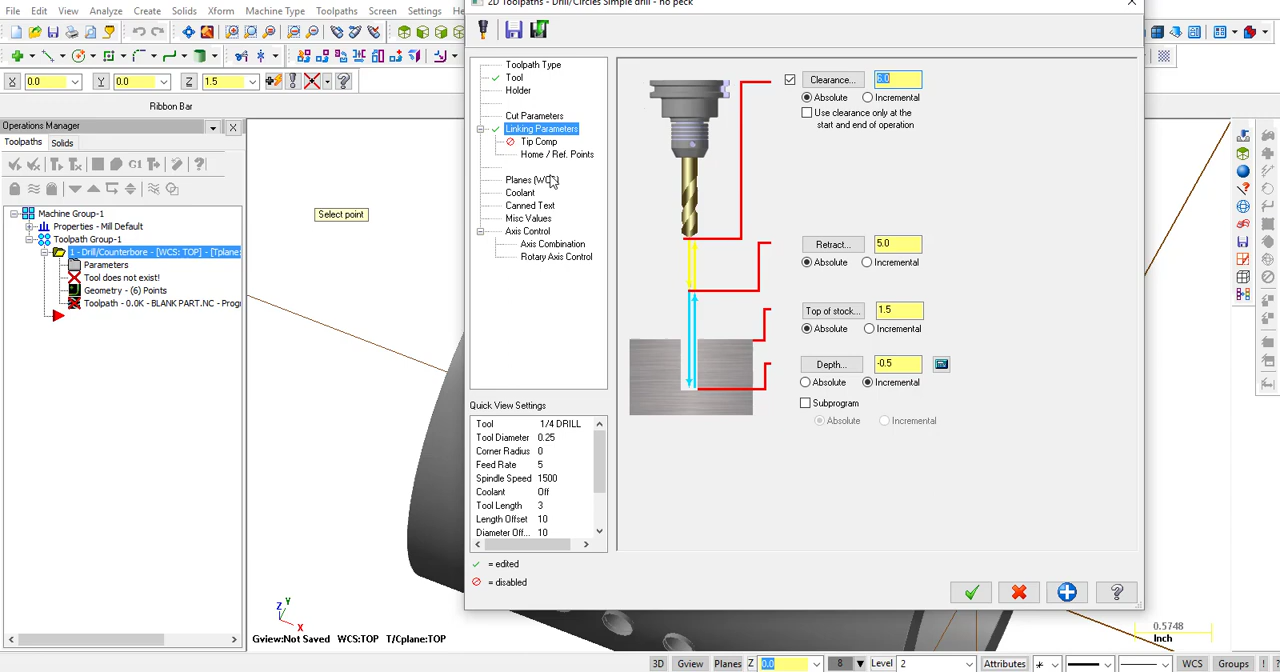 2D Toolpaths - Drill/Circles Simple drill - no peck
File Edit View Analyze Create Solids Xform Machine Type Toolpaths Screen Settings
X 0.0 Y 0.0 Z 1.5
Ribbon Bar
Operations Manager
Toolpaths Solids
G1
Machine Group-1
Properties - Mill Default
Toolpath Group-1
1 - Drill/Counterbore - [WCS: TOP] - [Tplane:
Parameters
Tool does not exist!
Geometry - (6) Points
Toolpath - 0.0K - BLANK PART.NC - Progr
Select point
Toolpath Type
Tool
Holder
Cut Parameters
Linking Parameters
Tip Comp
Home / Ref. Points
Planes (WCS)
Coolant
Canned Text
Misc Values
Axis Control
Axis Combination
Rotary Axis Control
Quick View Settings
Tool 1/4 DRILL
Tool Diameter 0.25
Corner Radius 0
Feed Rate 5
Spindle Speed 1500
Coolant Off
Tool Length 3
Length Offset 10
Diameter Off... 10
= edited
= disabled
Clearance... 6.0
Absolute Incremental
Use clearance only at the
start and end of operation
Retract... 5.0
Absolute Incremental
Top of stock... 1.5
Absolute Incremental
Depth... -0.5
Absolute Incremental
Subprogram
Absolute Incremental
Z Y
X
Gview:Not Saved WCS:TOP T/Cplane:TOP
0.5748
Inch
3D Gview Planes Z 0.0 8 Level 2 Attributes WCS Groups ! ?